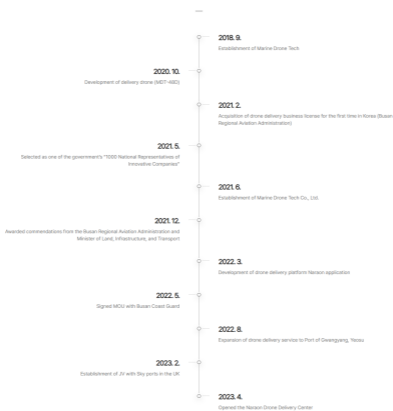 2018. 9.
Establishment of Marine Drone Tech
2020. 10.
Development of delivery drone (MDT-480)
2021. 2.
Acquisition of drone delivery business license for the first time in Korea (Busan
Regional Aviation Administration)
2021. 5.
Selected as one of the government's "1000 National Representatives of
Innovative Companies"
2021. 6.
Establishment of Marine Drone Tech Co., Ltd.
2021. 12.
Awarded commendations from the Busan Regional Aviation Administration and
Minister of Land, Infrastructure, and Transport
2022. 3.
Development of drone delivery platform Naraon application
2022. 5.
Signed MOU with Busan Coast Guard
2022. 8.
Expansion of drone delivery service to Port of Gwangyang, Yeosu
2023. 2.
Establishment of JV with Sky ports in the UK
2023. 4.
Opened the Naraon Drone Delivery Center